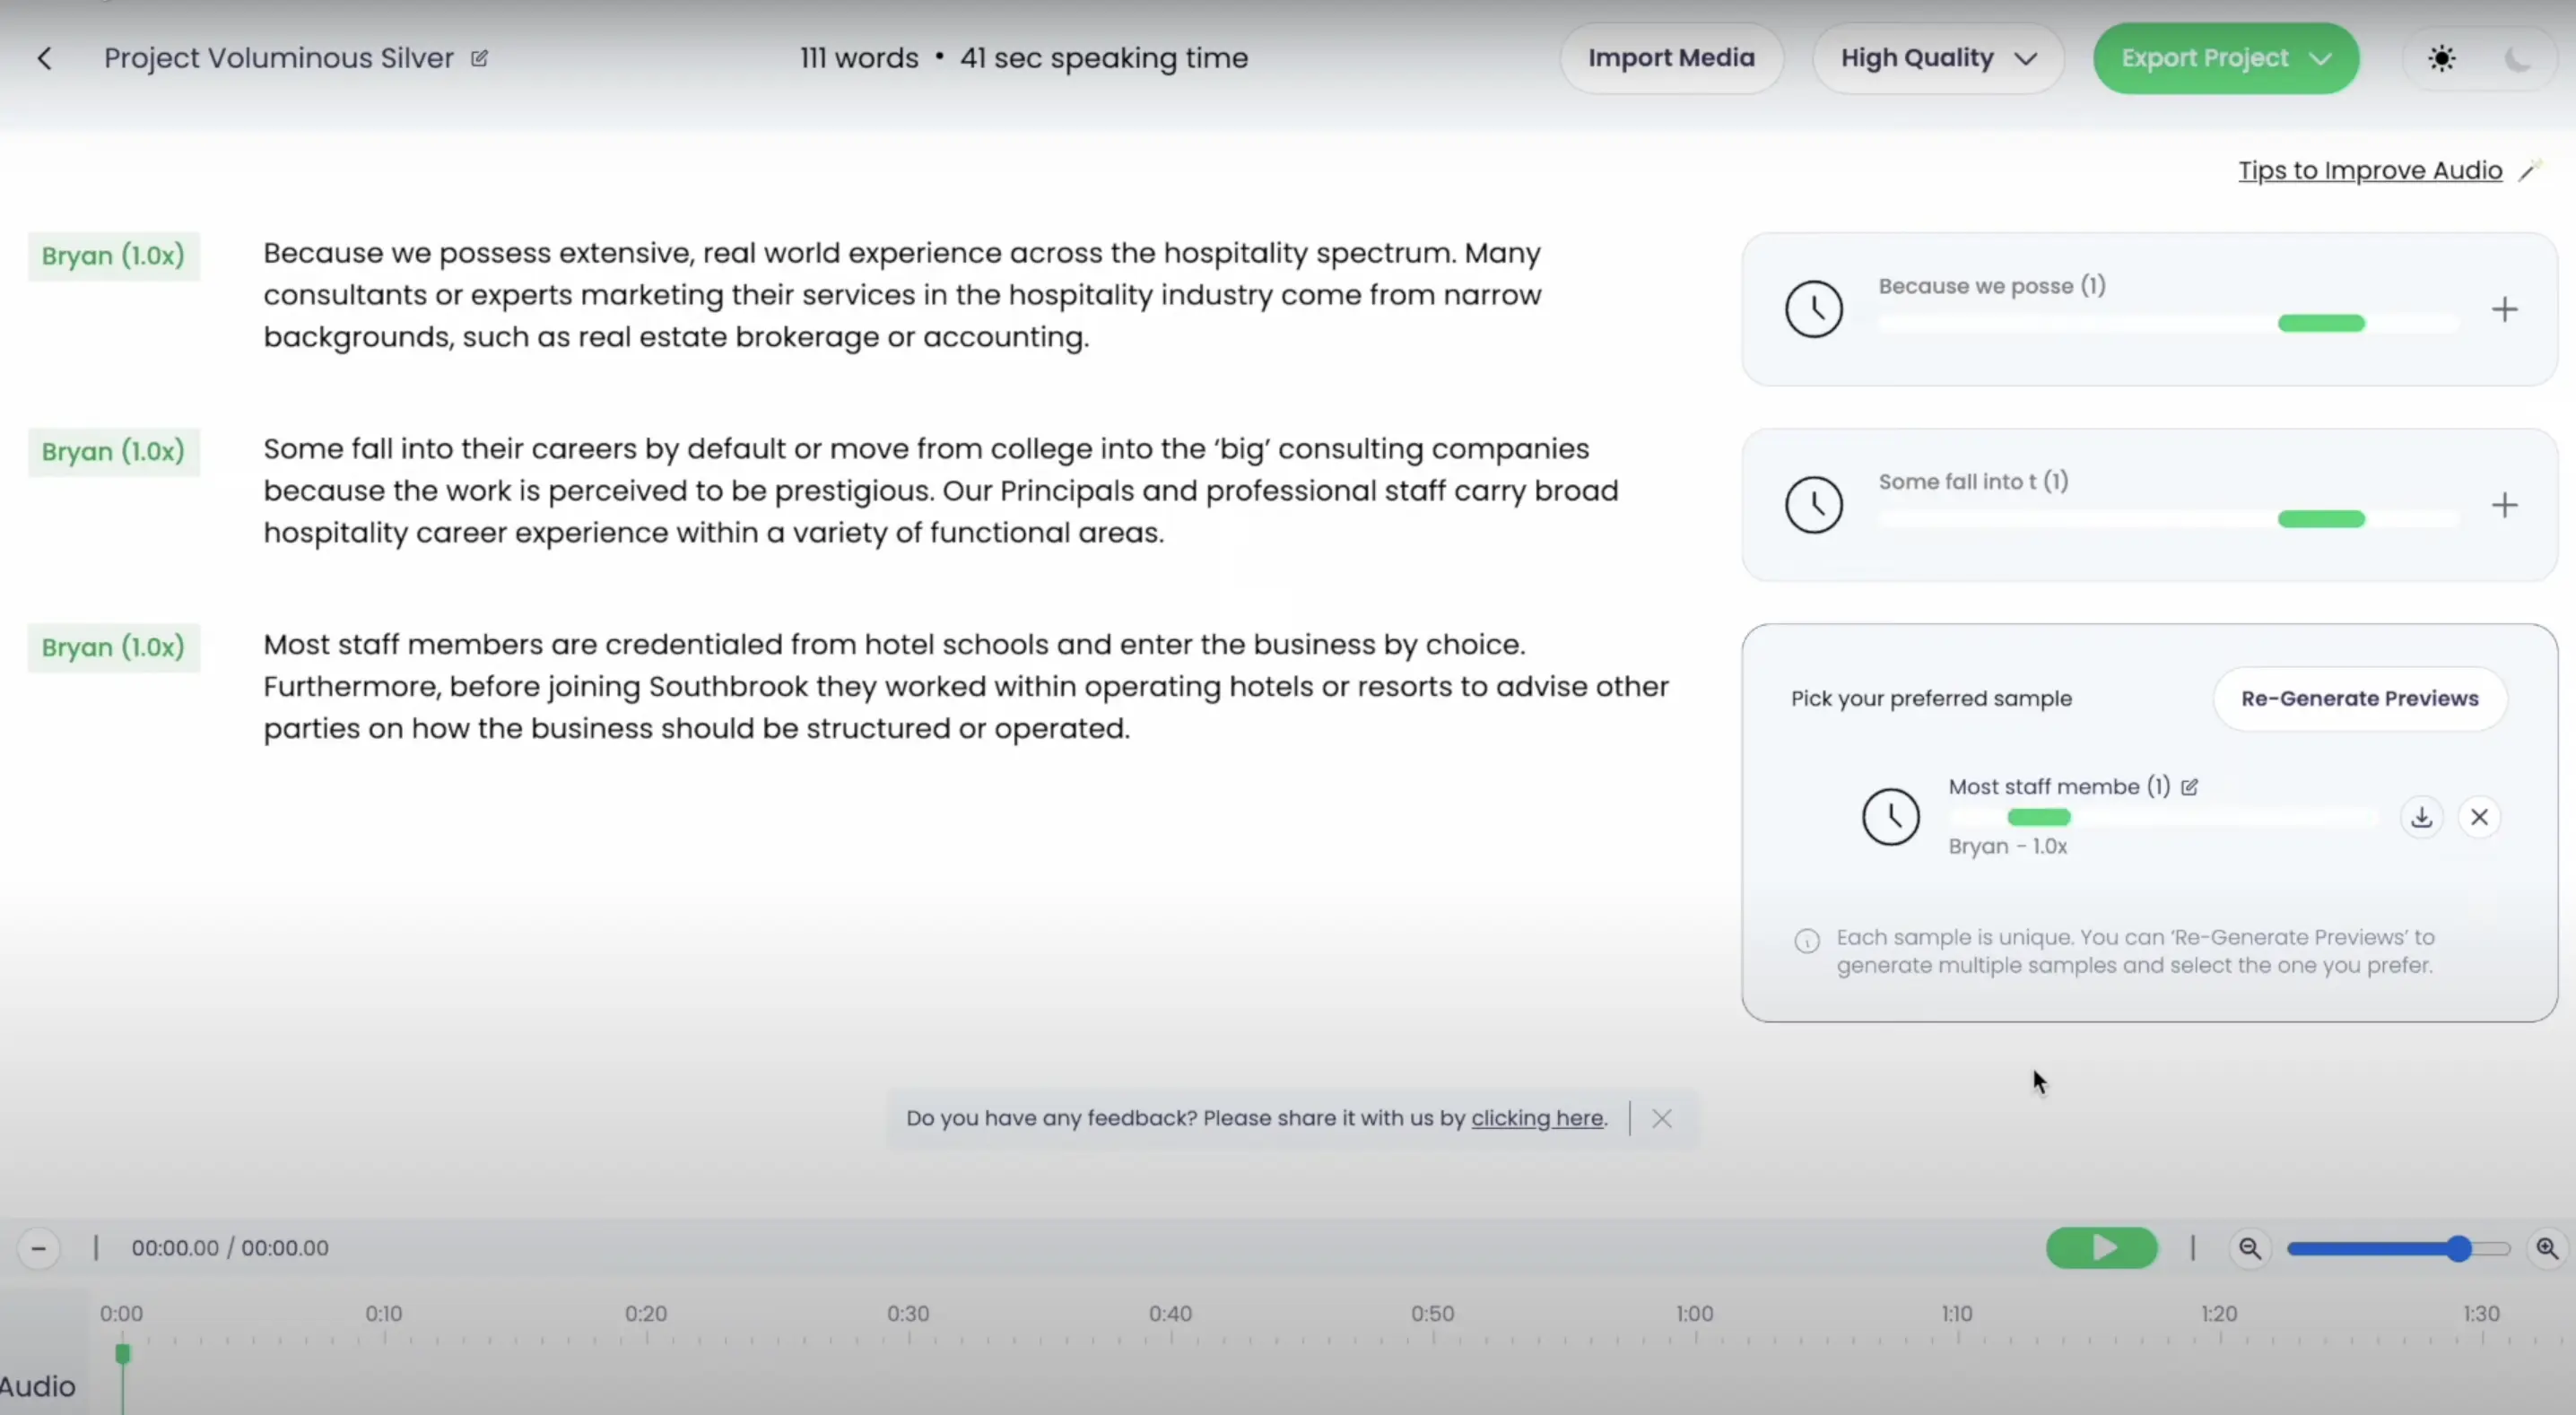 Project Voluminous Silver
111 words • 41 sec speaking time
Import Media
High Quality
Export Project
Tips to Improve Audio
Bryan (1.0x)
Because we possess extensive, real world experience across the hospitality spectrum. Many
consultants or experts marketing their services in the hospitality industry come from narrow
backgrounds, such as real estate brokerage or accounting.
Because we posse (1)
Bryan (1.0x)
Some fall into their careers by default or move from college into the ‘big’ consulting companies
because the work is perceived to be prestigious. Our Principals and professional staff carry broad
hospitality career experience within a variety of functional areas.
Some fall into t (1)
Bryan (1.0x)
Most staff members are credentialed from hotel schools and enter the business by choice.
Furthermore, before joining Southbrook they worked within operating hotels or resorts to advise other
parties on how the business should be structured or operated.
Pick your preferred sample
Re-Generate Previews
Most staff membe (1)
Bryan - 1.0x
Each sample is unique. You can ‘Re-Generate Previews’ to
generate multiple samples and select the one you prefer.
Do you have any feedback? Please share it with us by clicking here.
00:00.00 / 00:00.00
0:00 0:10 0:20 0:30 0:40 0:50 1:00 1:10 1:20 1:30
Audio